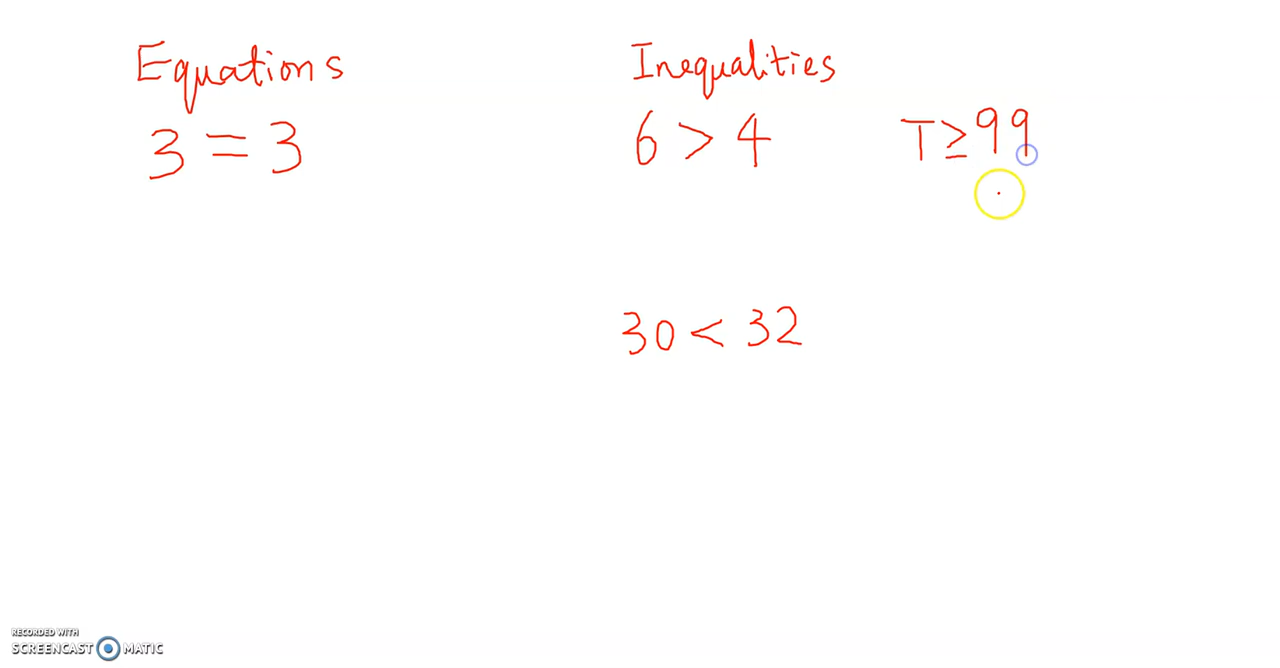 Equations Inequalities
3 = 3 6 > 4 T ≥ 99
30 < 32
RECORDED WITH
SCREENCAST MATIC